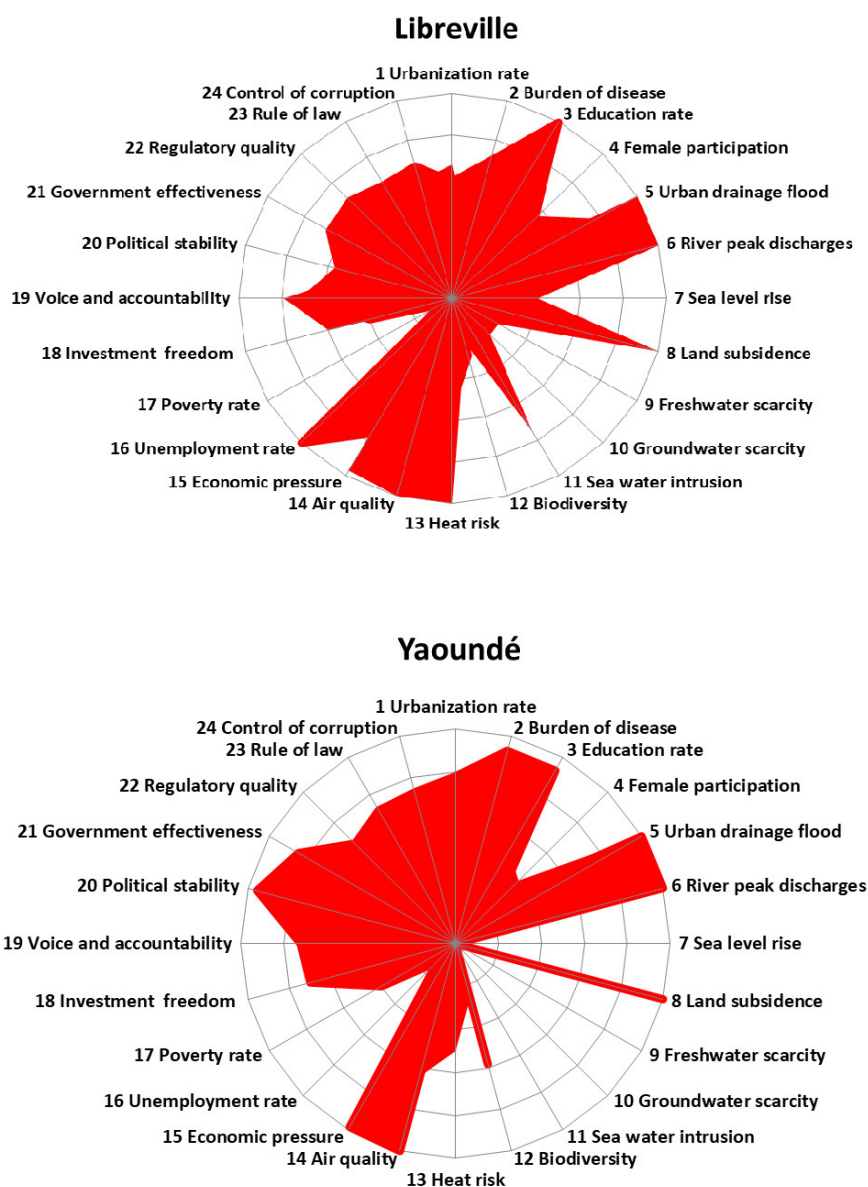 Libreville
1 Urbanization rate
2 Burden of disease
3 Education rate
4 Female participation
5 Urban drainage flood
6 River peak discharges
7 Sea level rise
8 Land subsidence
9 Freshwater scarcity
10 Groundwater scarcity
11 Sea water intrusion
12 Biodiversity
13 Heat risk
14 Air quality
15 Economic pressure
16 Unemployment rate
17 Poverty rate
18 Investment  freedom
19 Voice and accountability
20 Political stability
21 Government effectiveness
22 Regulatory quality
23 Rule of law
24 Control of corruption
Yaoundé
1 Urbanization rate
2 Burden of disease
3 Education rate
4 Female participation
5 Urban drainage flood
6 River peak discharges
7 Sea level rise
8 Land subsidence
9 Freshwater scarcity
10 Groundwater scarcity
11 Sea water intrusion
12 Biodiversity
13 Heat risk
14 Air quality
15 Economic pressure
16 Unemployment rate
17 Poverty rate
18 Investment  freedom
19 Voice and accountability
20 Political stability
21 Government effectiveness
22 Regulatory quality
23 Rule of law
24 Control of corruption